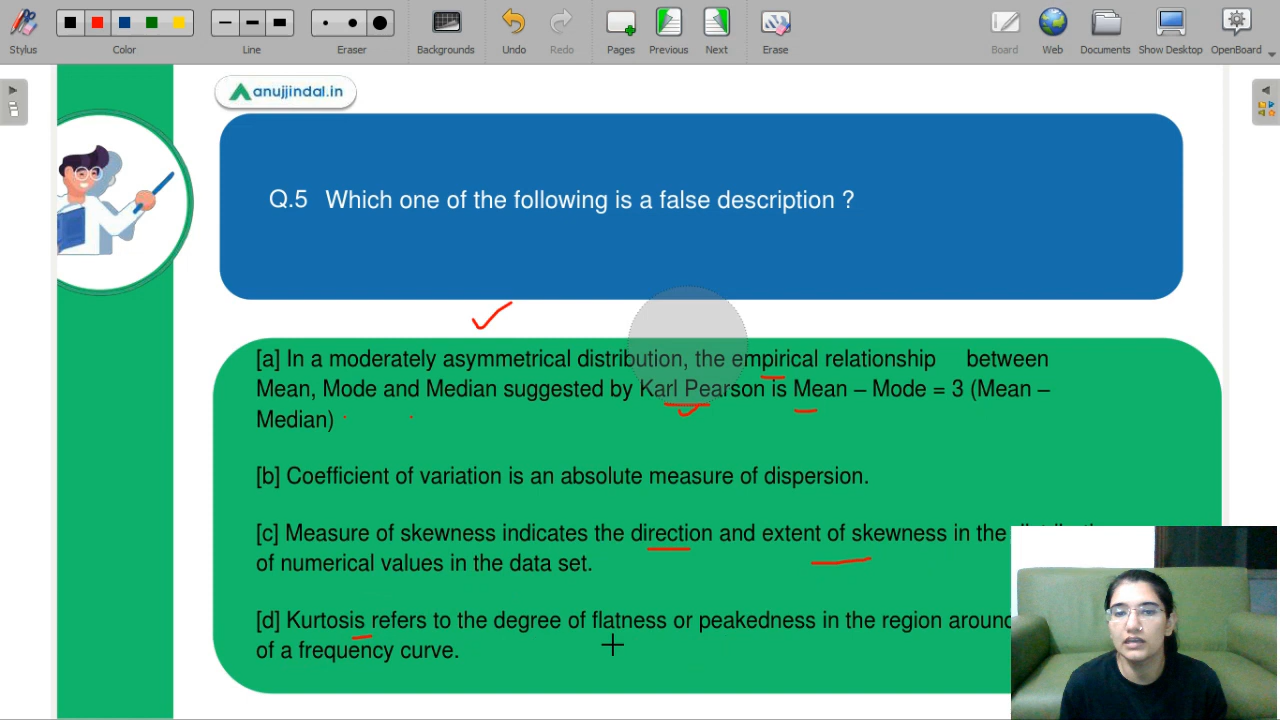 Stylus
Color
Line
Eraser
Backgrounds
Undo
Redo
Pages
Previous
Next
Erase
Board
Web
Documents
Show Desktop
OpenBoard
anujjindal.in
Q.5 Which one of the following is a false description ?
[a] In a moderately asymmetrical distribution, the empirical relationship between
Mean, Mode and Median suggested by Karl Pearson is Mean – Mode = 3 (Mean –
Median)
[b] Coefficient of variation is an absolute measure of dispersion.
[c] Measure of skewness indicates the direction and extent of skewness in the
of numerical values in the data set.
[d] Kurtosis refers to the degree of flatness or peakedness in the region around
of a frequency curve.